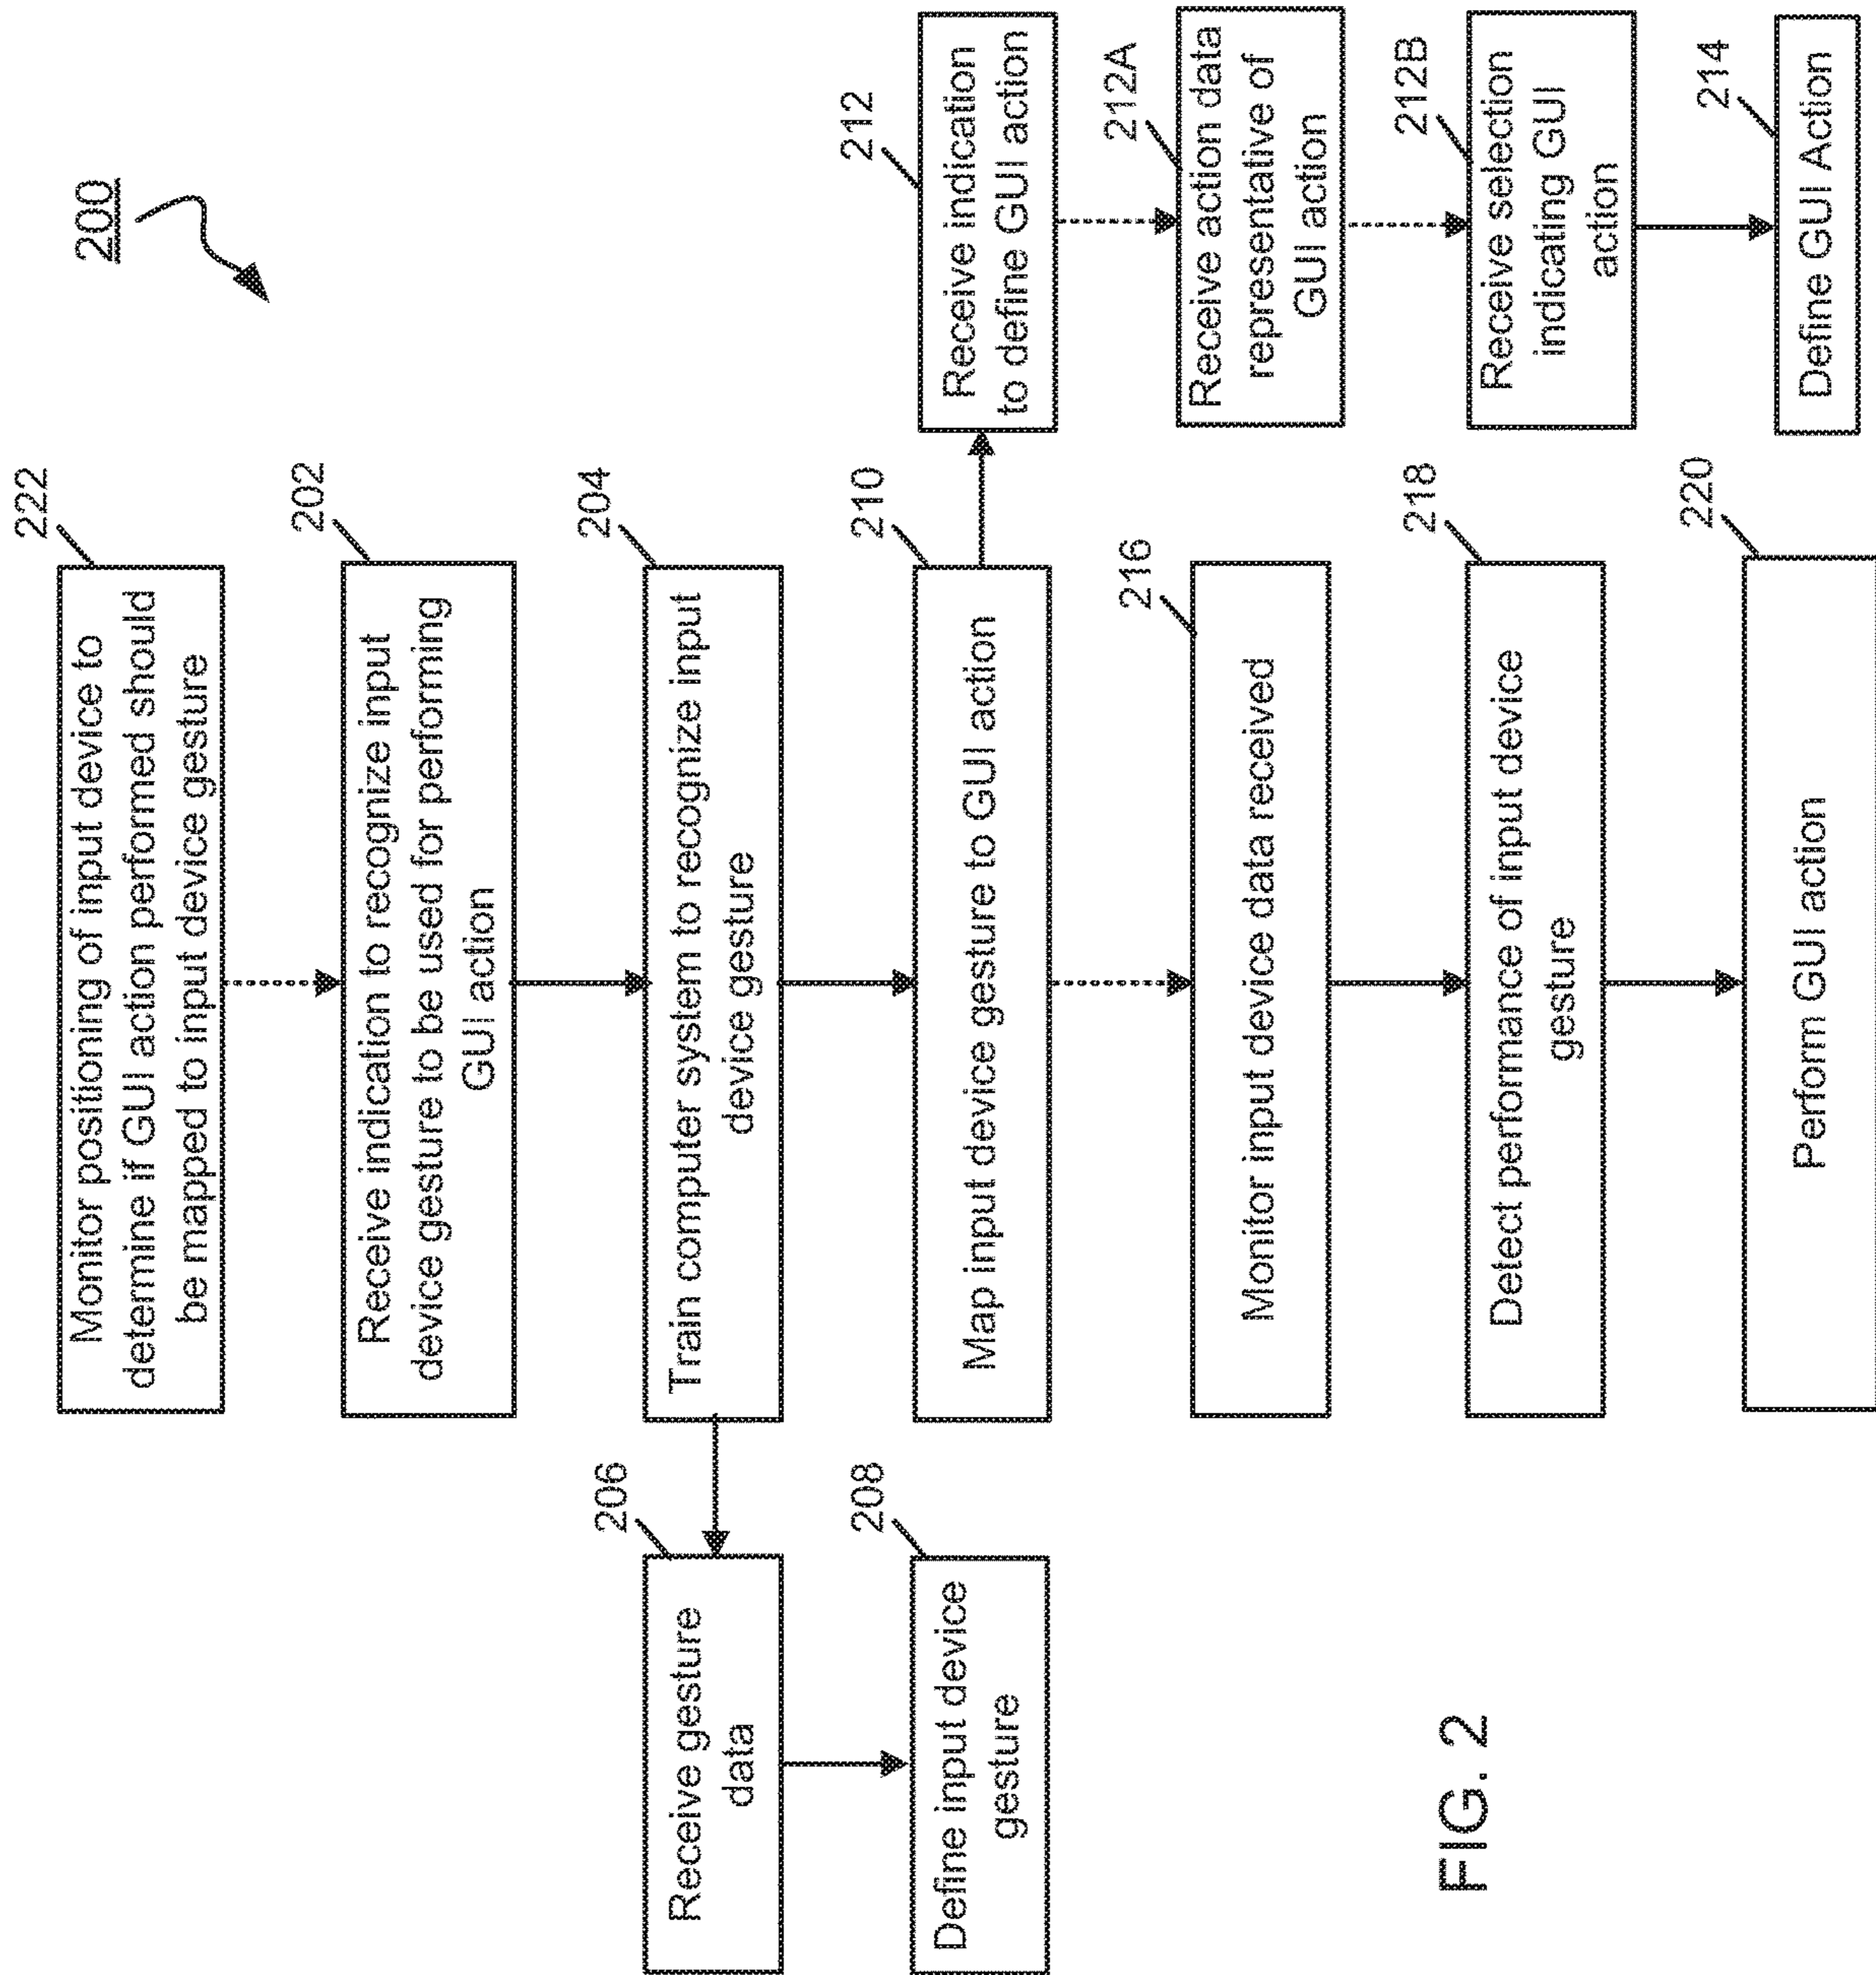 200
222
Monitor positioning of input device to
determine if GUI action performed should
be mapped to input device gesture
202
Receive indication to recognize input
device gesture to be used for performing
GUI action
204
Train computer system to recognize input
device gesture
206
Receive gesture
data
208
Define input device
gesture
210
Map input device gesture to GUI action
212
Receive indication
to define GUI action
212A
Receive action data
representative of
GUI action
212B
Receive selection
indicating GUI
action
214
Define GUI Action
216
Monitor input device data received
218
Detect performance of input device
gesture
220
Perform GUI action
FIG. 2